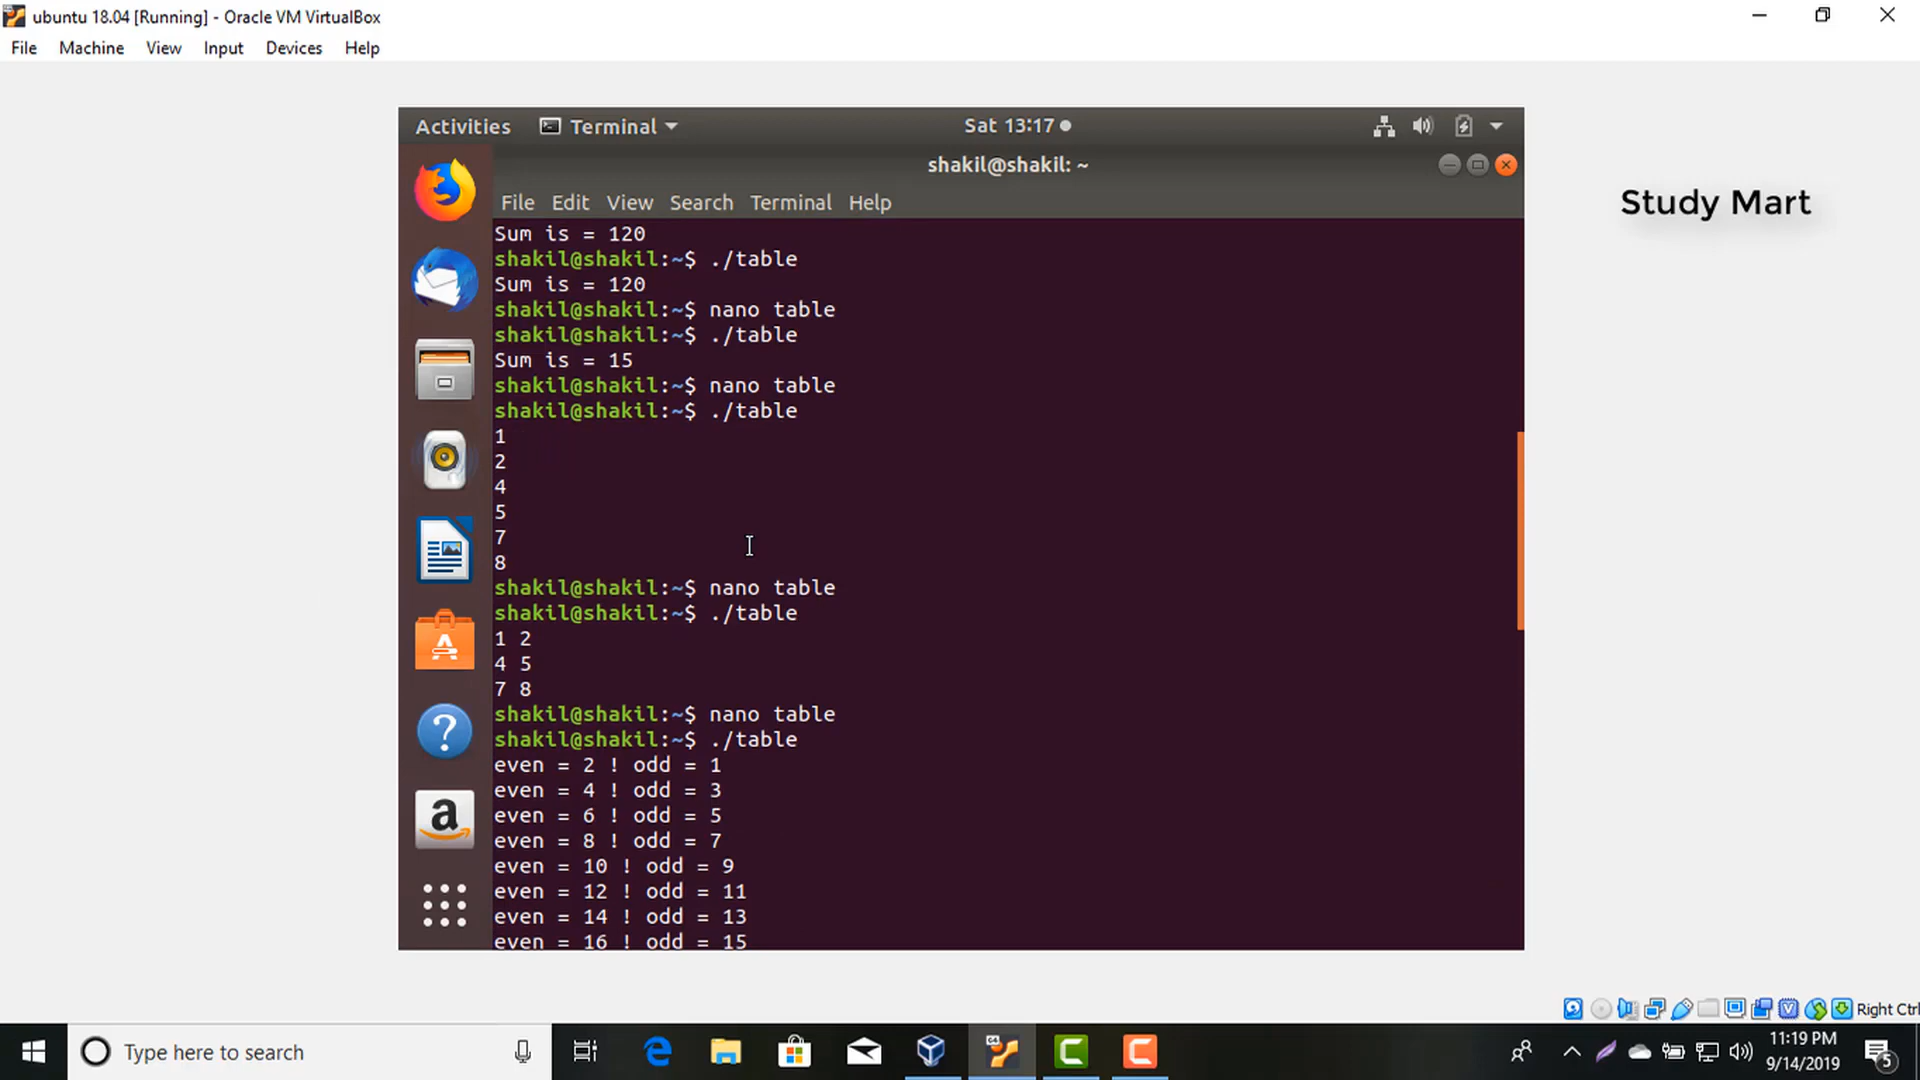 ubuntu 18.04 [Running] - Oracle VM VirtualBox
File Machine View Input Devices Help
Activities Terminal Sat 13:17
shakil@shakil: ~
File Edit View Search Terminal Help
Study Mart
Sum is = 120
shakil@shakil:~$ ./table
Sum is = 120
shakil@shakil:~$ nano table
shakil@shakil:~$ ./table
Sum is = 15
shakil@shakil:~$ nano table
shakil@shakil:~$ ./table
1
2
4
5
7
8
shakil@shakil:~$ nano table
shakil@shakil:~$ ./table
1 2
4 5
7 8
shakil@shakil:~$ nano table
shakil@shakil:~$ ./table
even = 2 ! odd = 1
even = 4 ! odd = 3
even = 6 ! odd = 5
even = 8 ! odd = 7
even = 10 ! odd = 9
even = 12 ! odd = 11
even = 14 ! odd = 13
even = 16 ! odd = 15
Right Ctrl
Type here to search
11:19 PM
9/14/2019
5